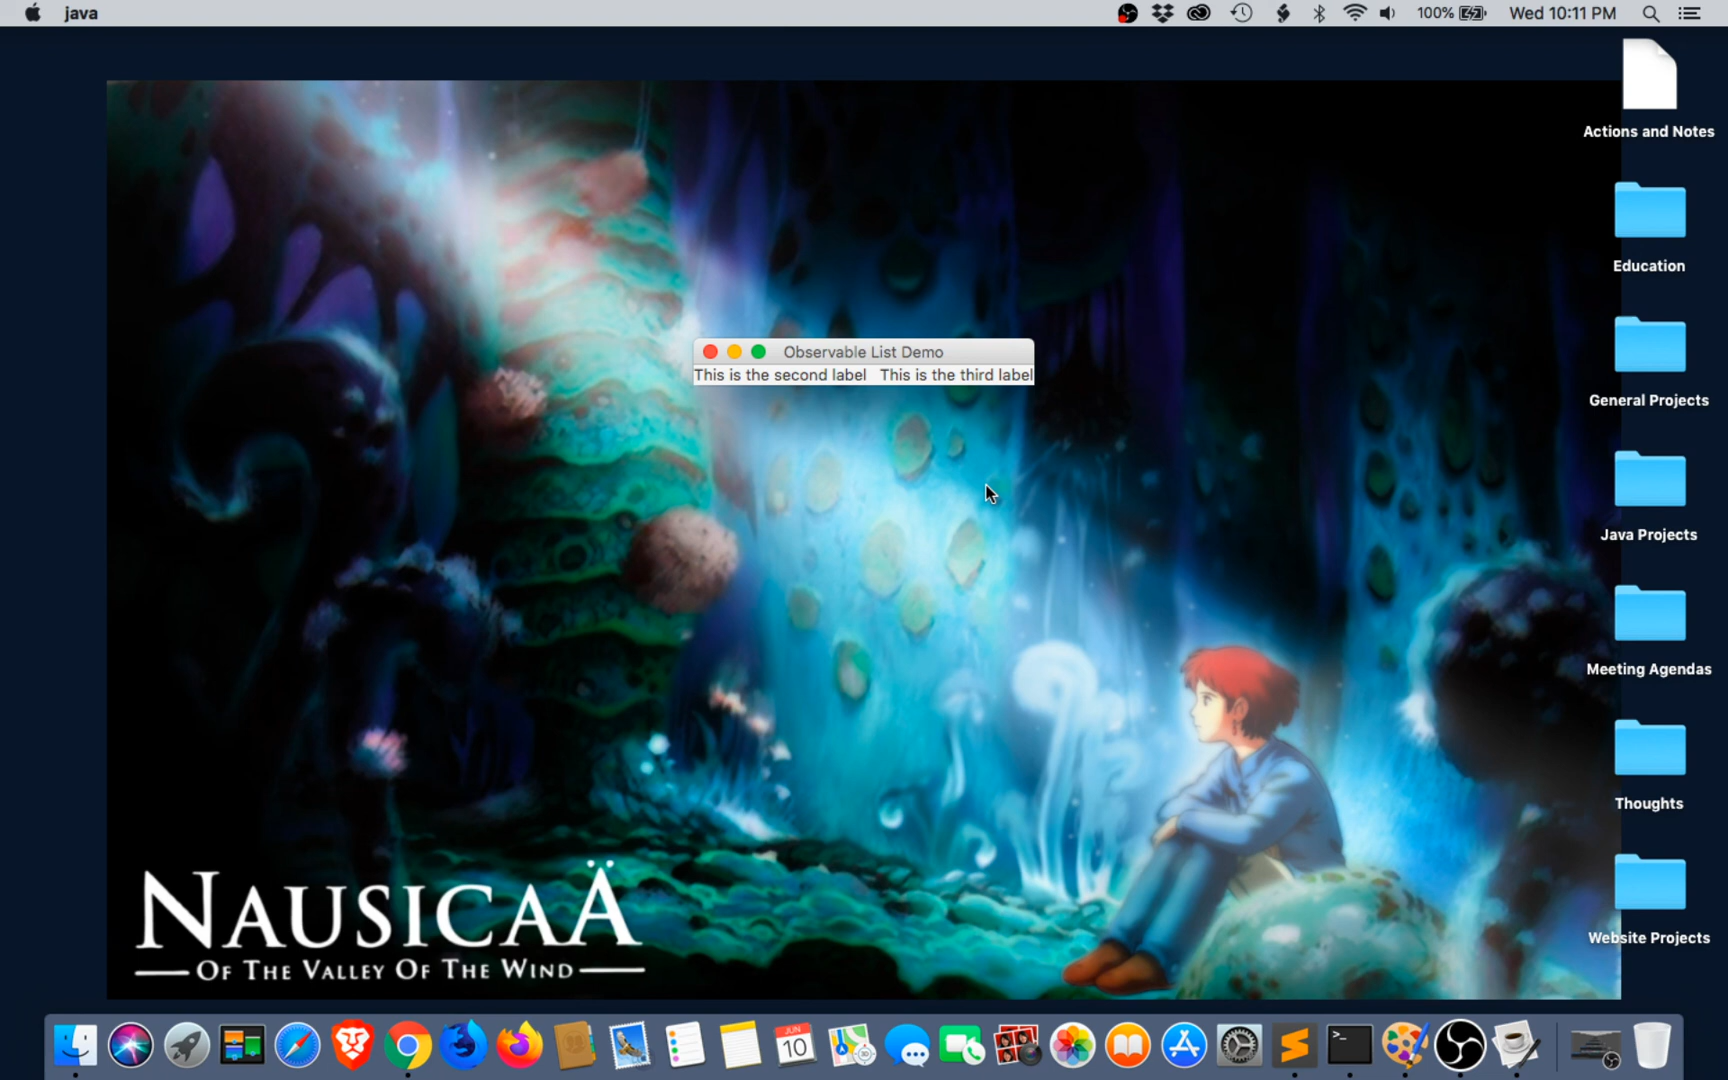 java
100%
Wed 10:11 PM
Actions and Notes
Education
General Projects
Observable List Demo
This is the second label   This is the third label
Java Projects
Meeting Agendas
Thoughts
Website Projects
NAUSICAÄ
OF THE VALLEY OF THE WIND
JUN
10